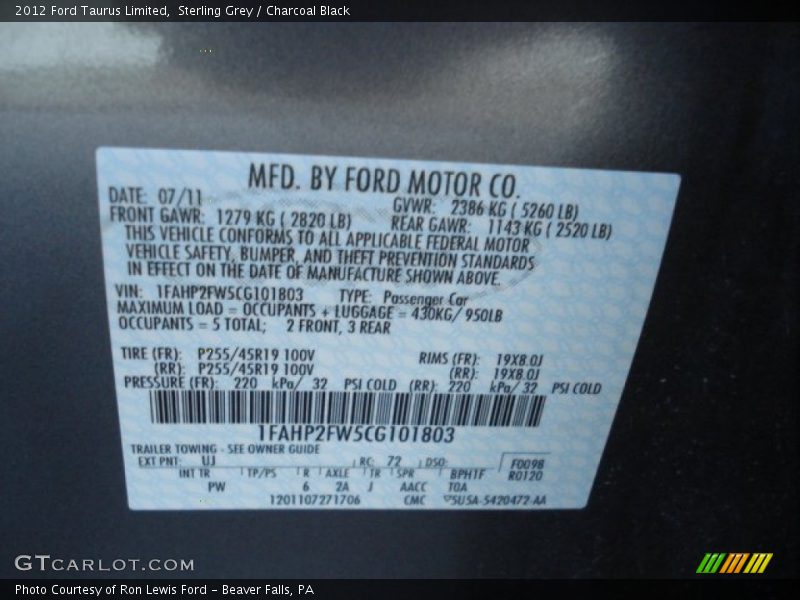 2012 Ford Taurus Limited,  Sterling Grey / Charcoal Black
MFD. BY FORD MOTOR CO.
DATE: 07/11 GVWR: 2386 KG ( 5260 LB)
FRONT GAWR: 1279 KG ( 2820 LB) REAR GAWR: 1143 KG ( 2520 LB)
THIS VEHICLE CONFORMS TO ALL APPLICABLE FEDERAL MOTOR
VEHICLE SAFETY, BUMPER, AND THEFT PREVENTION STANDARDS
IN EFFECT ON THE DATE OF MANUFACTURE SHOWN ABOVE.
VIN: 1FAHP2FW5CG101803 TYPE: Passenger Car
MAXIMUM LOAD = OCCUPANTS + LUGGAGE = 430KG/ 950LB
OCCUPANTS = 5 TOTAL; 2 FRONT, 3 REAR
TIRE (FR): P255/45R19 100V RIMS (FR): 19X8.0J
(RR): P255/45R19 100V (RR): 19X8.0J
PRESSURE (FR): 220 kPa/ 32 PSI COLD (RR): 220 kPa/ 32 PSI COLD
1FAHP2FW5CG101803
TRAILER TOWING - SEE OWNER GUIDE
EXT PNT: UJ RC: 72 DSO: F0098
INT TR TP/PS R AXLE TR SPR BPH1F R0120
PW 6 2A J AACC TOA
1201107271706 CMC 5U5A-5420472-AA
GTCARLOT.COM
Photo Courtesy of Ron Lewis Ford - Beaver Falls, PA